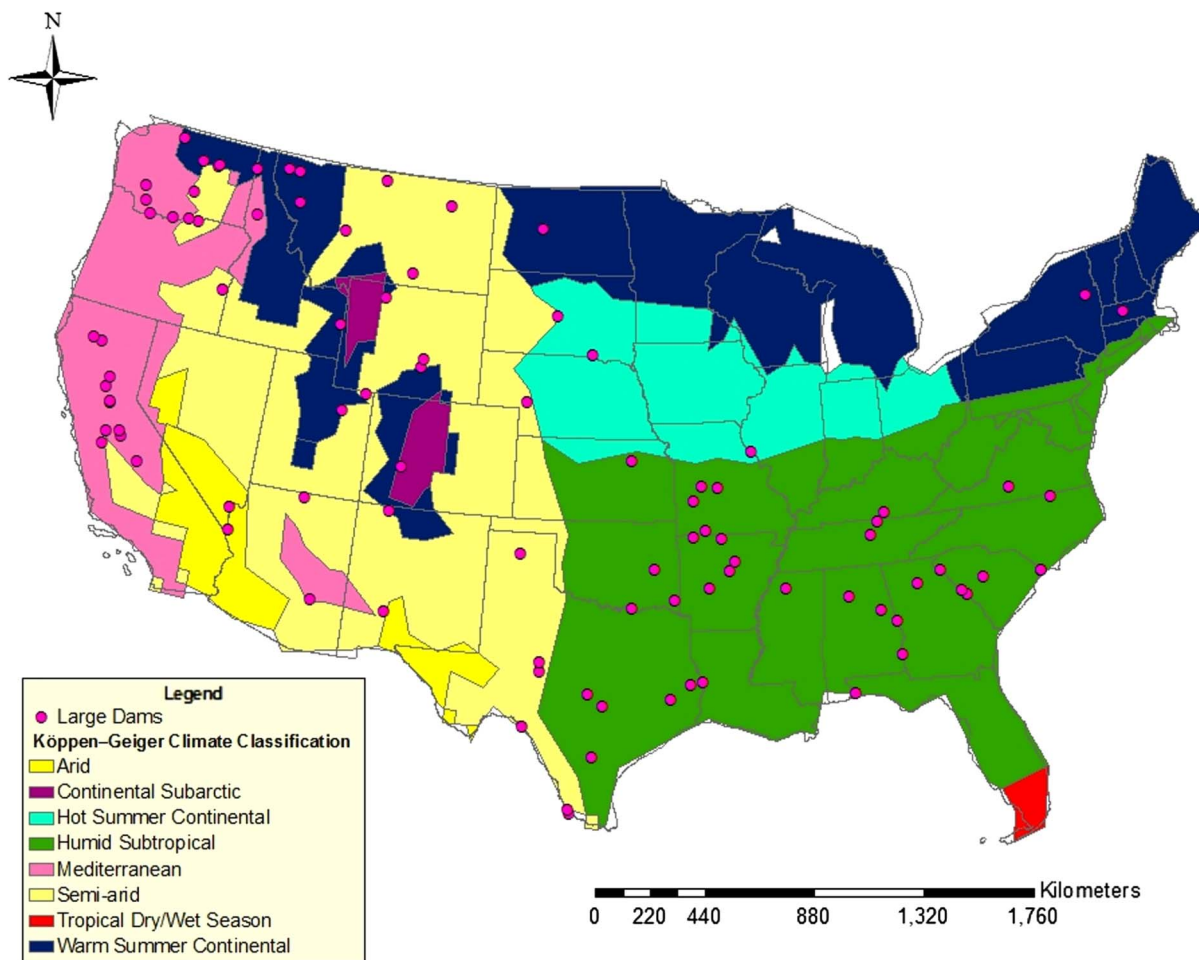 N
Legend
Large Dams
Köppen–Geiger Climate Classification
Arid
Continental Subarctic
Hot Summer Continental
Humid Subtropical
Mediterranean
Semi-arid
Tropical Dry/Wet Season
Warm Summer Continental
Kilometers
0 220 440 880 1,320 1,760